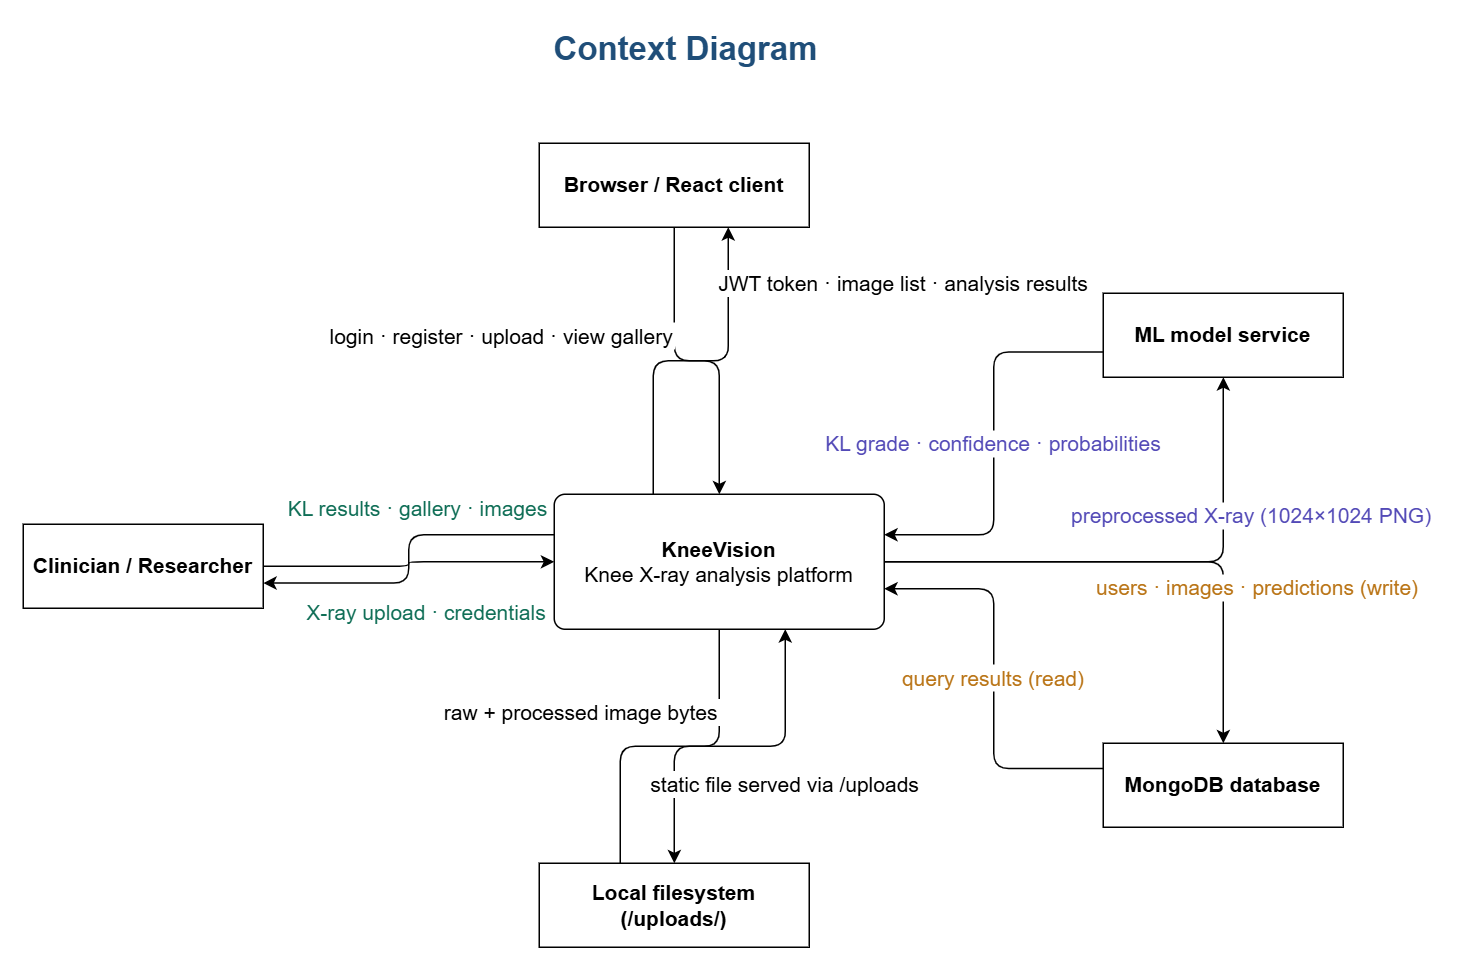 Context Diagram
Browser / React client
JWT token · image list · analysis results
login · register · upload · view gallery
ML model service
KL grade · confidence · probabilities
KL results · gallery · images
preprocessed X-ray (1024×1024 PNG)
Clinician / Researcher
KneeVision
Knee X-ray analysis platform
users · images · predictions (write)
X-ray upload · credentials
query results (read)
raw + processed image bytes
static file served via /uploads
MongoDB database
Local filesystem
(/uploads/)